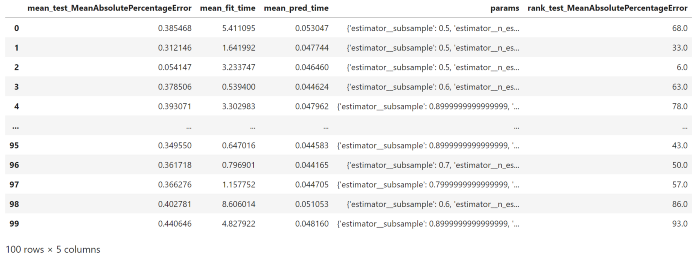 mean_test_MeanAbsolutePercentageError mean_fit_time mean_pred_time params rank_test_MeanAbsolutePercentageError
0 0.385468 5.411095 0.053047 {'estimator__subsample': 0.5, 'estimator__n_es... 68.0
1 0.312146 1.641992 0.047744 {'estimator__subsample': 0.5, 'estimator__n_es... 33.0
2 0.054147 3.233747 0.046460 {'estimator__subsample': 0.5, 'estimator__n_es... 6.0
3 0.378506 0.539400 0.044624 {'estimator__subsample': 0.6, 'estimator__n_es... 63.0
4 0.393071 3.302983 0.047962 {'estimator__subsample': 0.8999999999999999, '... 78.0
... ... ... ... ... ...
95 0.349550 0.647016 0.044583 {'estimator__subsample': 0.8999999999999999, '... 43.0
96 0.361718 0.796901 0.044165 {'estimator__subsample': 0.7, 'estimator__n_es... 50.0
97 0.366276 1.157752 0.044705 {'estimator__subsample': 0.7999999999999999, '... 57.0
98 0.402781 8.606014 0.051053 {'estimator__subsample': 0.6, 'estimator__n_es... 86.0
99 0.440646 4.827922 0.048160 {'estimator__subsample': 0.8999999999999999, '... 93.0
100 rows × 5 columns